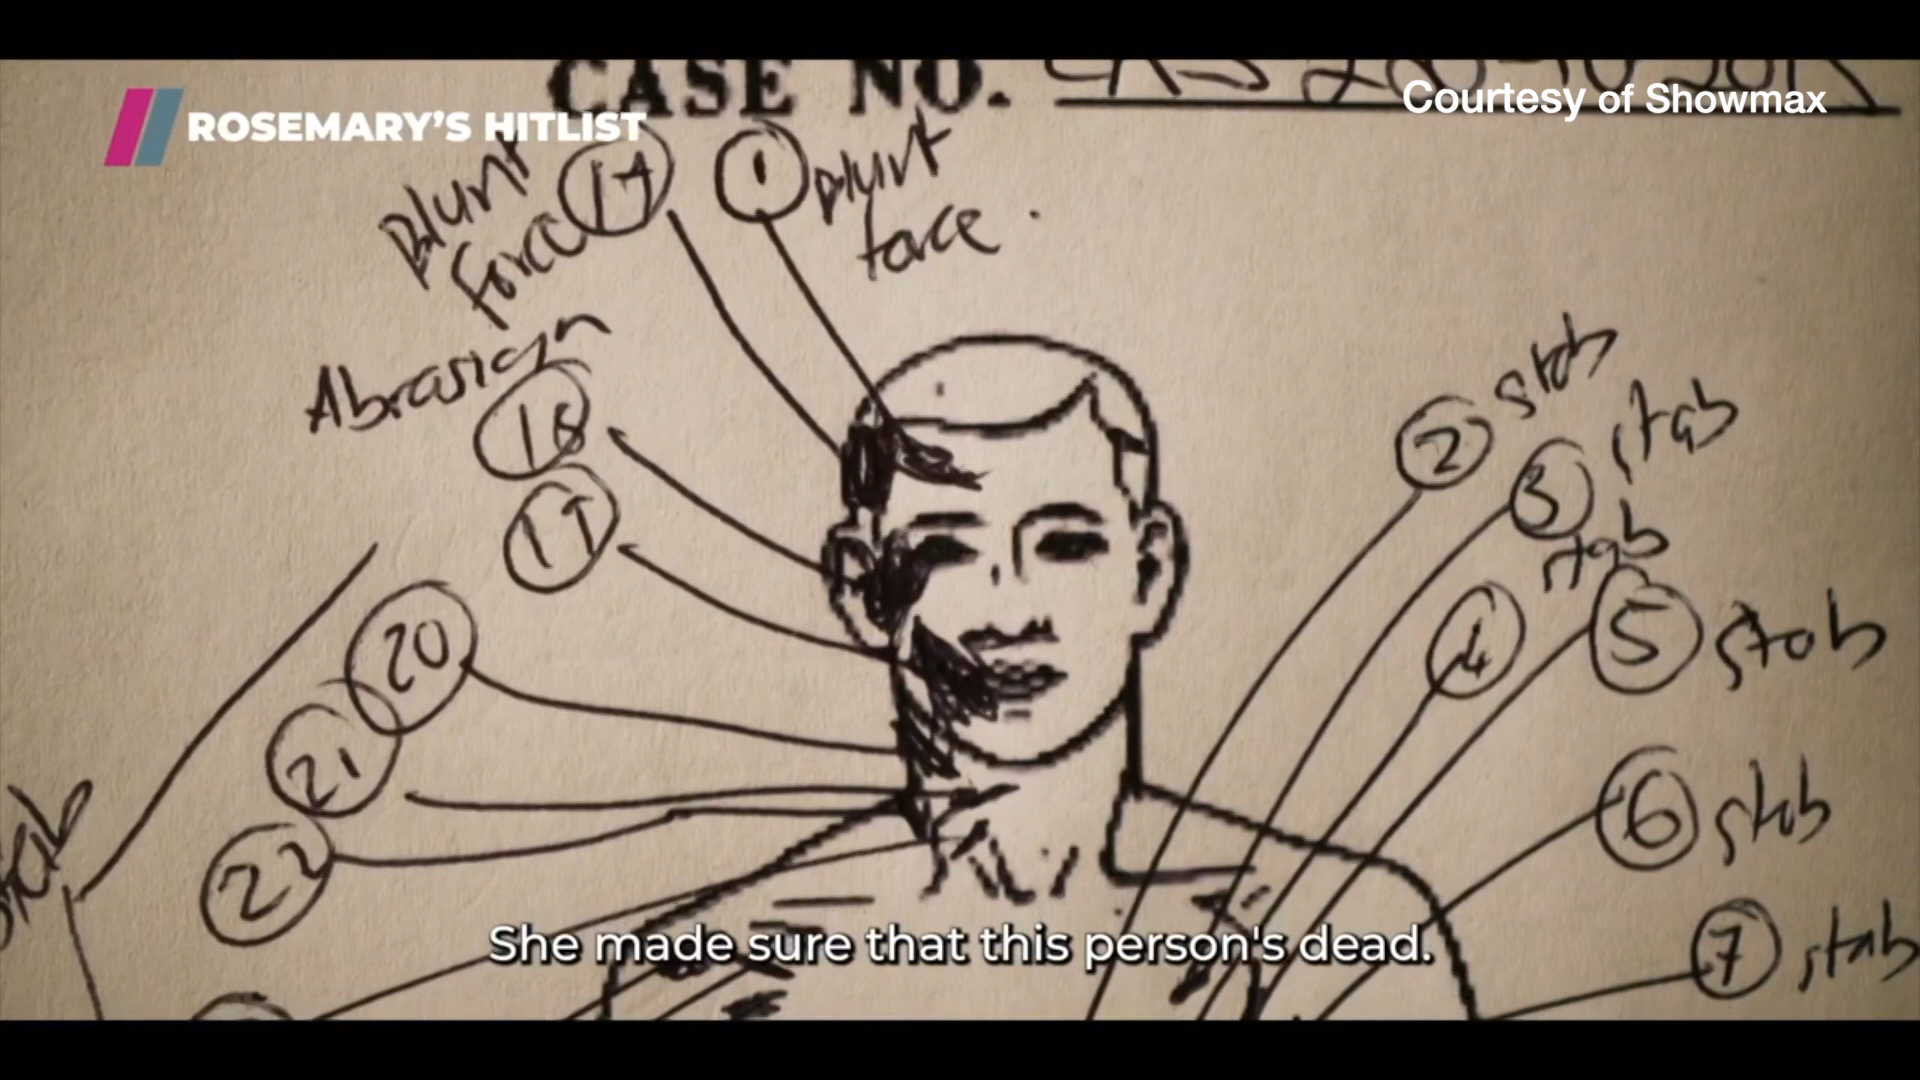 CASE NO.
Courtesy of Showmax
ROSEMARY'S HITLIST
Blunt
force
17
1
Blunt
force
Abrasion
18
2
stab
3
stab
4
stab
5
stab
20
21
22
6
stab
7
stab
stab
She made sure that this person's dead.